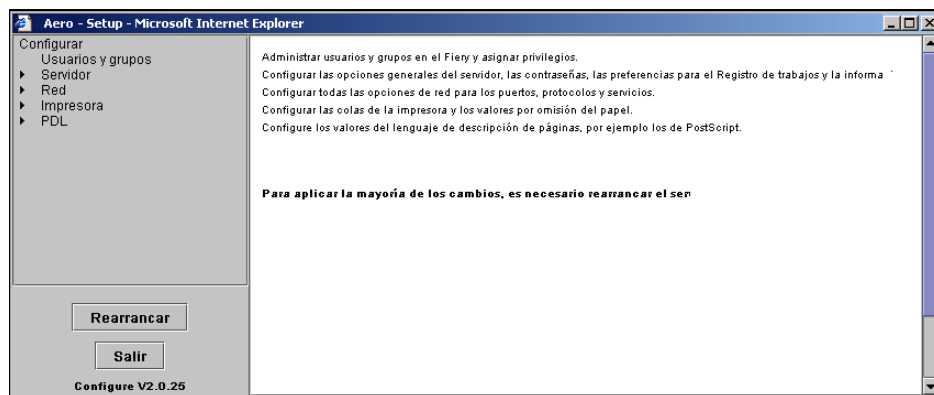 Aero - Setup - Microsoft Internet Explorer
Configurar
Usuarios y grupos
Servidor
Red
Impresora
PDL
Rearrancar
Salir
Configure V2.0.25
Administrar usuarios y grupos en el Fiery y asignar privilegios.
Configurar las opciones generales del servidor, las contraseñas, las preferencias para el Registro de trabajos y la informa
Configurar todas las opciones de red para los puertos, protocolos y servicios.
Configurar las colas de la impresora y los valores por omisión del papel.
Configure los valores del lenguaje de descripción de páginas, por ejemplo los de PostScript.
Para aplicar la mayoría de los cambios, es necesario rearrancar el ser